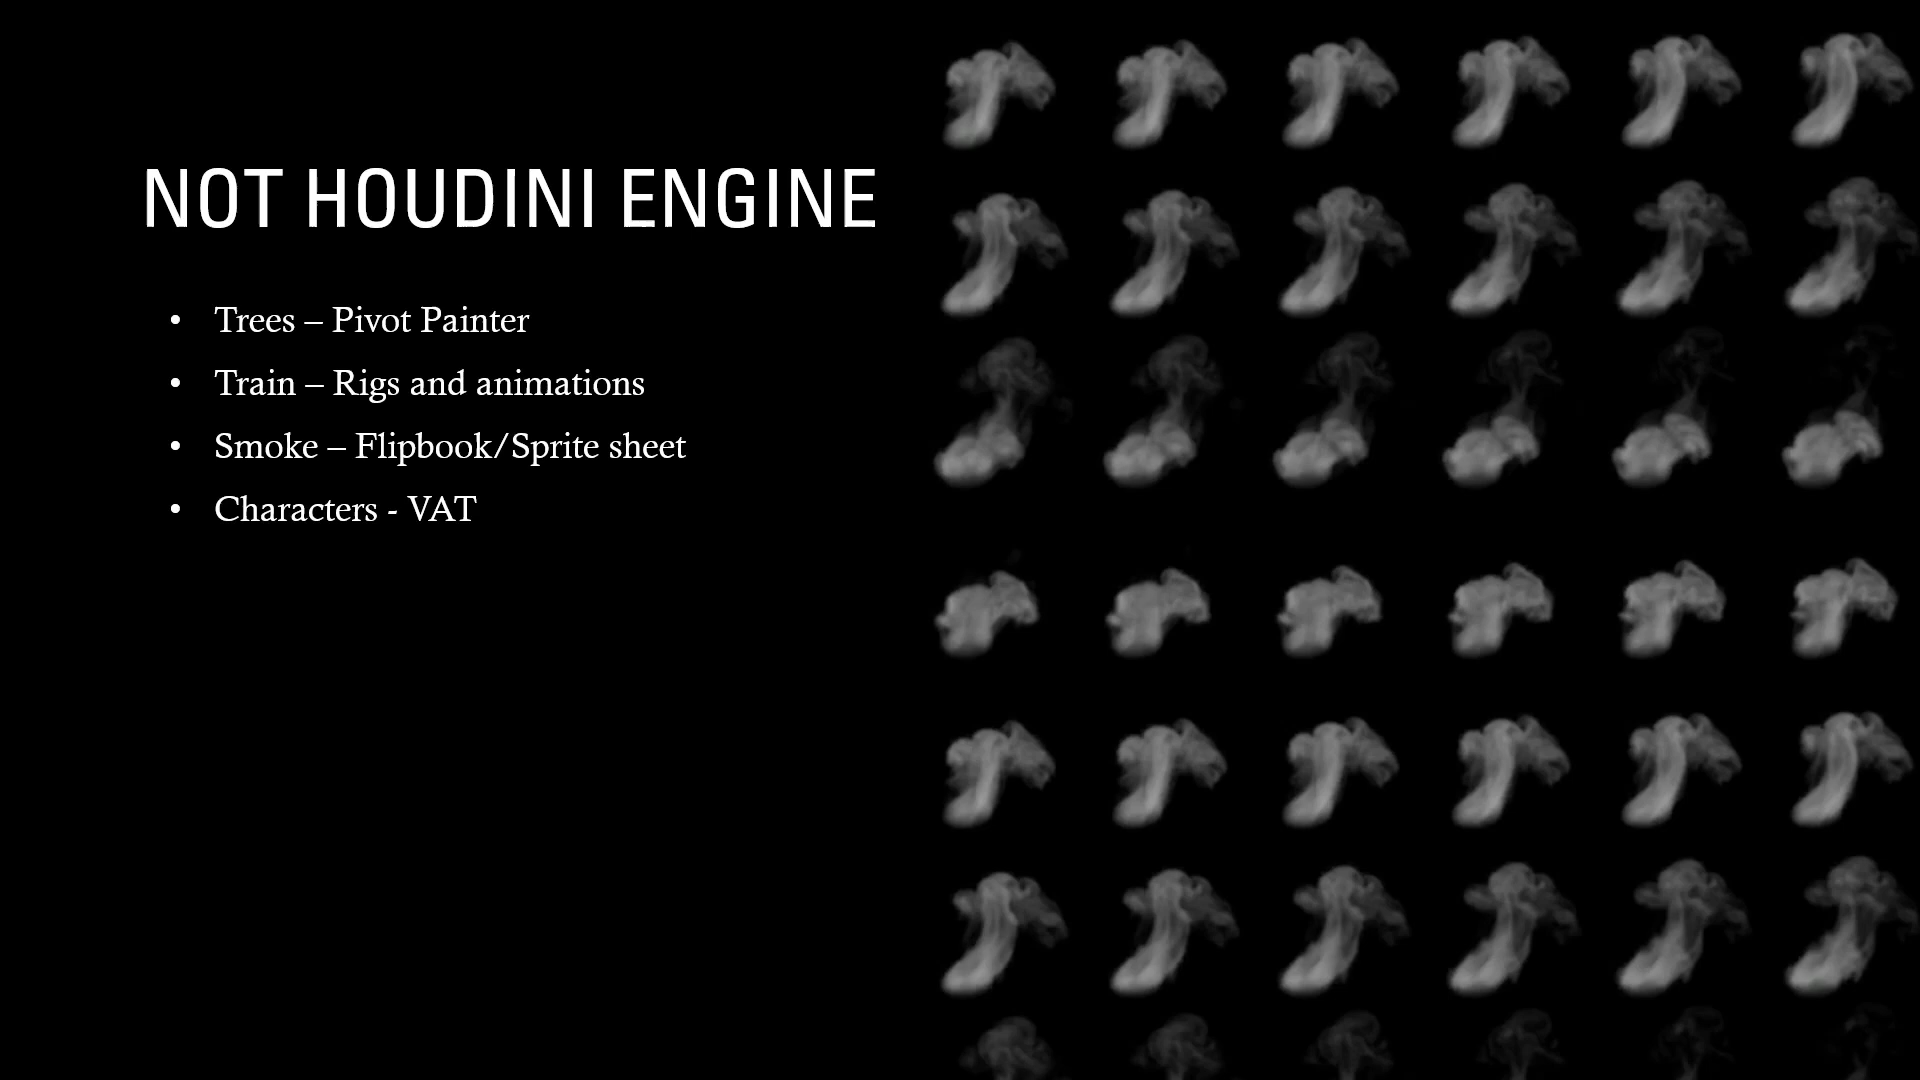 NOT HOUDINI ENGINE
• Trees – Pivot Painter
• Train – Rigs and animations
• Smoke – Flipbook/Sprite sheet
• Characters - VAT